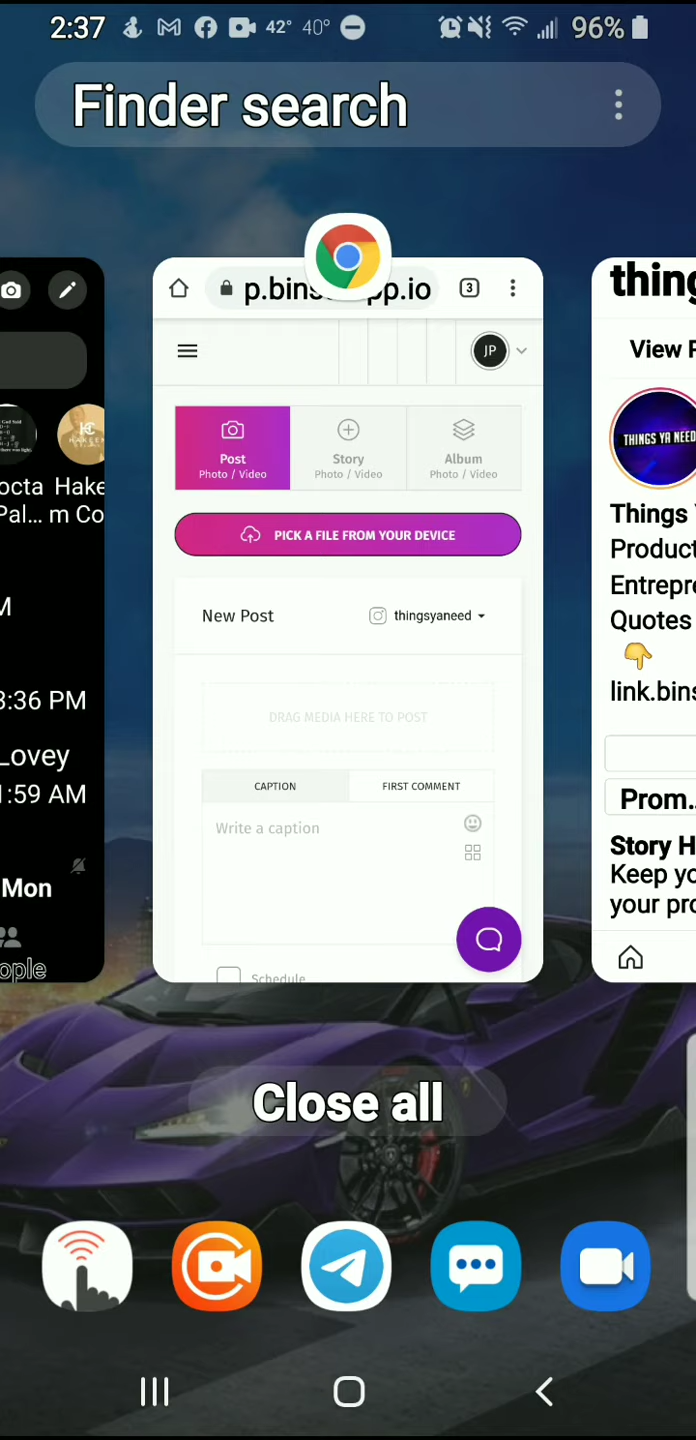 2:37 42° 40° 96%
Finder search
octa Hake
Pal... m Co
M
3:36 PM
Lovey
1:59 AM
Mon
ople
p.bins pp.io 3
JP
Post
Photo / Video
Story
Photo / Video
Album
Photo / Video
PICK A FILE FROM YOUR DEVICE
New Post thingsyaneed
DRAG MEDIA HERE TO POST
CAPTION FIRST COMMENT
Write a caption
Schedule
thing
View P
THINGS YA NEED
Things Y
Product
Entrepre
Quotes
👇
link.bins
Prom..
Story H
Keep yo
your pro
Close all